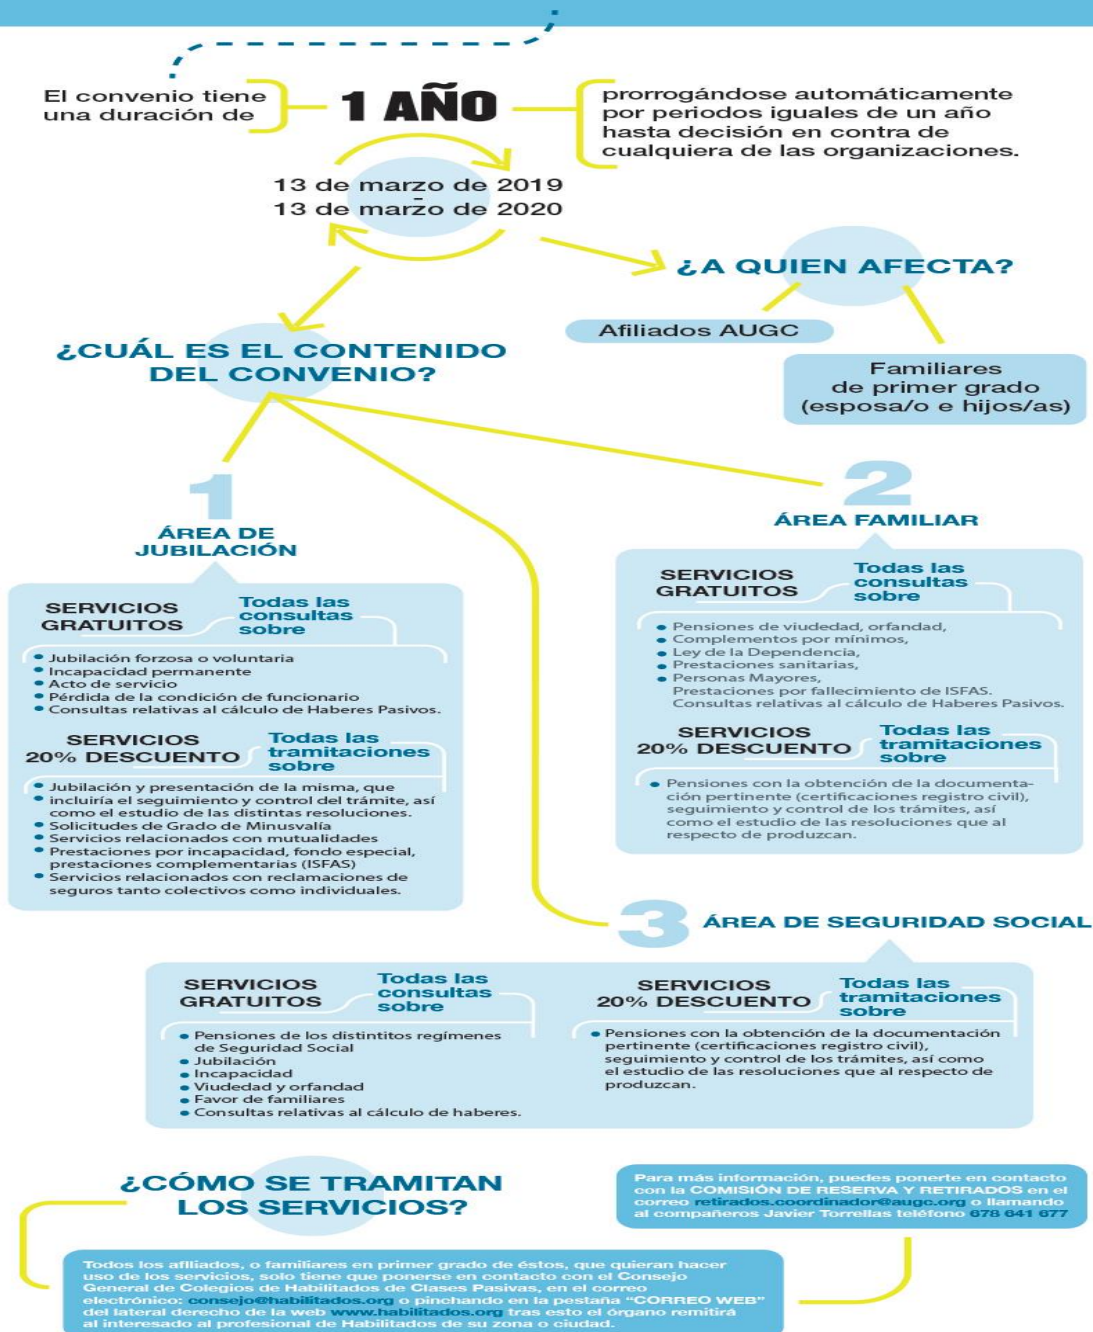 El convenio tiene
una duración de
1 AÑO
prorrogándose automáticamente
por periodos iguales de un año
hasta decisión en contra de
cualquiera de las organizaciones.
13 de marzo de 2019
-
13 de marzo de 2020
¿A QUIEN AFECTA?
Afiliados AUGC
Familiares
de primer grado
(esposa/o e hijos/as)
¿CUÁL ES EL CONTENIDO
DEL CONVENIO?
1
ÁREA DE
JUBILACIÓN
SERVICIOS
GRATUITOS
Todas las
consultas
sobre
• Jubilación forzosa o voluntaria
• Incapacidad permanente
• Acto de servicio
• Pérdida de la condición de funcionario
• Consultas relativas al cálculo de Haberes Pasivos.
SERVICIOS
20% DESCUENTO
Todas las
tramitaciones
sobre
• Jubilación y presentación de la misma, que
• incluiría el seguimiento y control del trámite, así
como el estudio de las distintas resoluciones.
• Solicitudes de Grado de Minusvalía
• Servicios relacionados con mutualidades
• Prestaciones por incapacidad, fondo especial,
prestaciones complementarias (ISFAS)
• Servicios relacionados con reclamaciones de
seguros tanto colectivos como individuales.
2
ÁREA FAMILIAR
SERVICIOS
GRATUITOS
Todas las
consultas
sobre
• Pensiones de viudedad, orfandad,
• Complementos por mínimos,
• Ley de la Dependencia,
• Prestaciones sanitarias,
• Personas Mayores,
Prestaciones por fallecimiento de ISFAS.
Consultas relativas al cálculo de Haberes Pasivos.
SERVICIOS
20% DESCUENTO
Todas las
tramitaciones
sobre
• Pensiones con la obtención de la documenta-
ción pertinente (certificaciones registro civil),
seguimiento y control de los trámites, así
como el estudio de las resoluciones que al
respecto de produzcan.
3
ÁREA DE SEGURIDAD SOCIAL
SERVICIOS
GRATUITOS
Todas las
consultas
sobre
• Pensiones de los distintitos regímenes
de Seguridad Social
• Jubilación
• Incapacidad
• Viudedad y orfandad
• Favor de familiares
• Consultas relativas al cálculo de haberes.
SERVICIOS
20% DESCUENTO
Todas las
tramitaciones
sobre
• Pensiones con la obtención de la documentación
pertinente (certificaciones registro civil),
seguimiento y control de los trámites, así como
el estudio de las resoluciones que al respecto de
produzcan.
¿CÓMO SE TRAMITAN
LOS SERVICIOS?
Para más información, puedes ponerte en contacto
con la COMISIÓN DE RESERVA Y RETIRADOS en el
correo retirados.coordinador@augc.org o llamando
al compañeros Javier Torrellas teléfono 678 641 677
Todos los afiliados, o familiares en primer grado de éstos, que quieran hacer
uso de los servicios, solo tiene que ponerse en contacto con el Consejo
General de Colegios de Habilitados de Clases Pasivas, en el correo
electrónico: consejo@habilitados.org o pinchando en la pestaña "CORREO WEB"
del lateral derecho de la web www.habilitados.org tras esto el órgano remitirá
al interesado al profesional de Habilitados de su zona o ciudad.